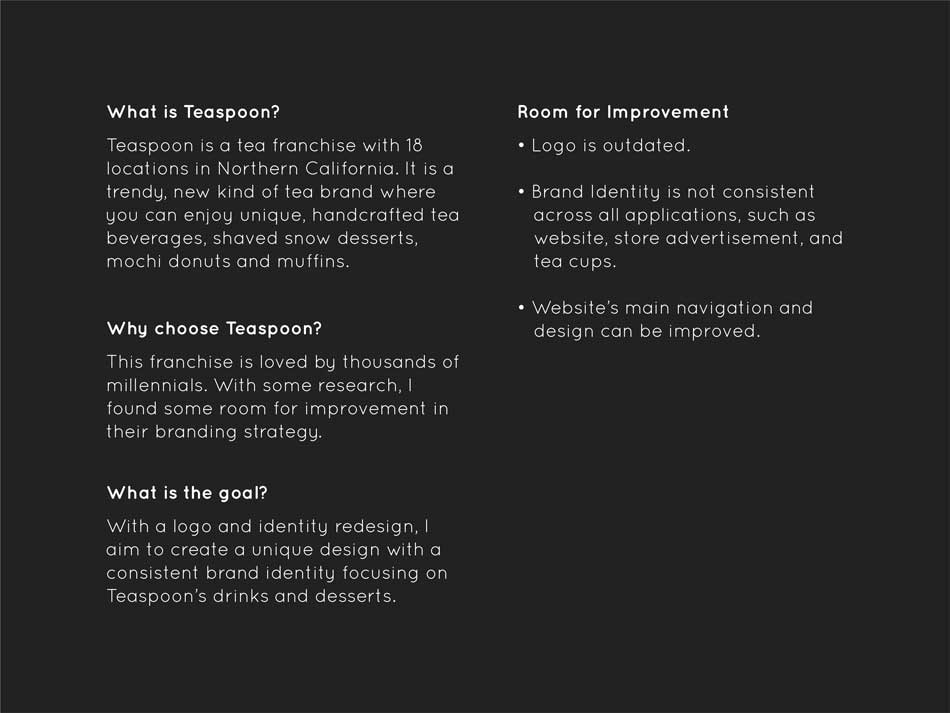 What is Teaspoon?
Teaspoon is a tea franchise with 18
locations in Northern California. It is a
trendy, new kind of tea brand where
you can enjoy unique, handcrafted tea
beverages, shaved snow desserts,
mochi donuts and muffins.
Why choose Teaspoon?
This franchise is loved by thousands of
millennials. With some research, I
found some room for improvement in
their branding strategy.
What is the goal?
With a logo and identity redesign, I
aim to create a unique design with a
consistent brand identity focusing on
Teaspoon's drinks and desserts.
Room for Improvement
• Logo is outdated.
• Brand Identity is not consistent
across all applications, such as
website, store advertisement, and
tea cups.
• Website's main navigation and
design can be improved.